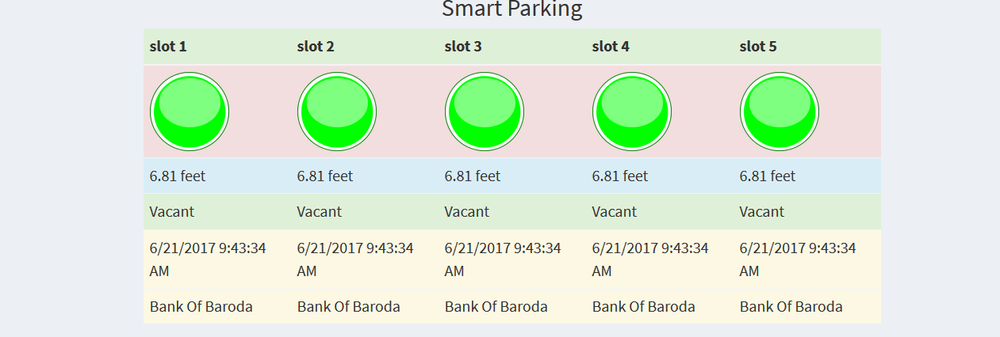 Smart Parking
slot 1 slot 2 slot 3 slot 4 slot 5
6.81 feet 6.81 feet 6.81 feet 6.81 feet 6.81 feet
Vacant Vacant Vacant Vacant Vacant
6/21/2017 9:43:34 6/21/2017 9:43:34 6/21/2017 9:43:34 6/21/2017 9:43:34 6/21/2017 9:43:34
AM AM AM AM AM
Bank Of Baroda Bank Of Baroda Bank Of Baroda Bank Of Baroda Bank Of Baroda